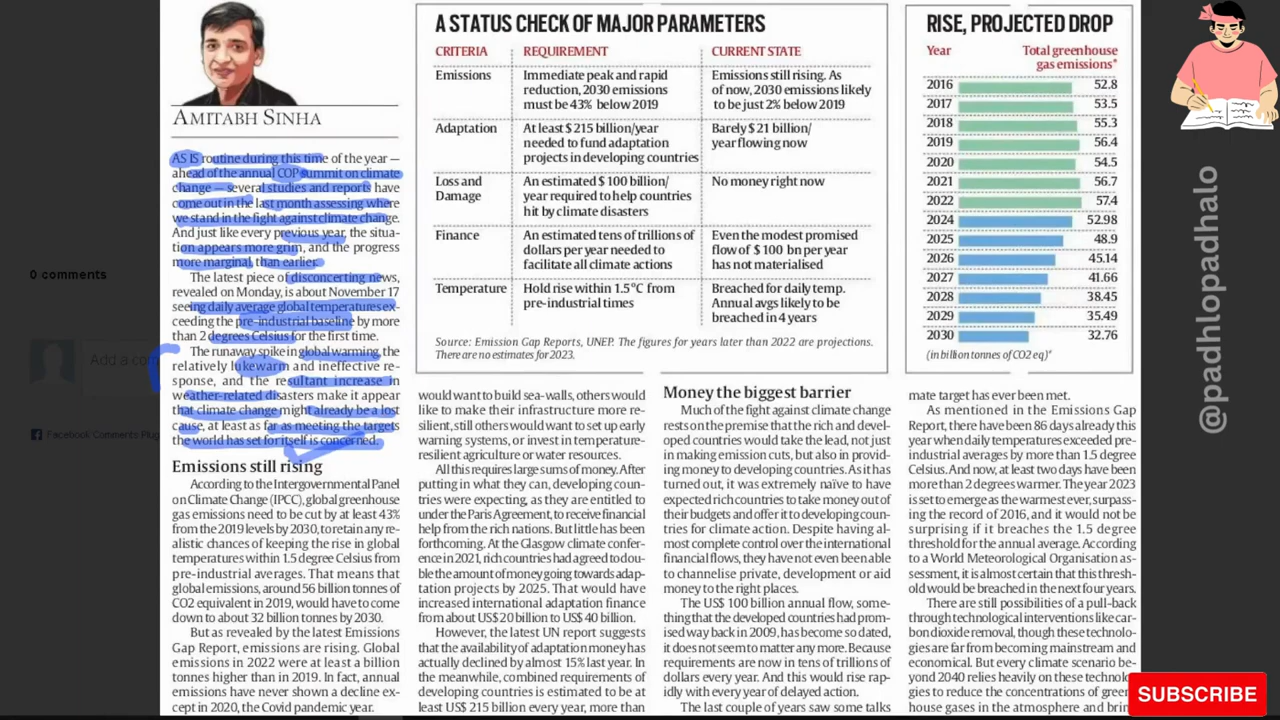 AMITABH SINHA
AS IS routine during this time of the year —
ahead of the annual COP summit on climate
change — several studies and reports have
come out in the last month assessing where
we stand in the fight against climate change.
And just like every previous year, the situa-
tion appears more grim, and the progress
more marginal, than earlier.
The latest piece of disconcerting news,
revealed on Monday, is about November 17
seeing daily average global temperatures ex-
ceeding the pre-industrial baseline by more
than 2 degrees Celsius for the first time.
The runaway spike in global warming, the
relatively lukewarm and ineffective re-
sponse, and the resultant increase in
weather-related disasters make it appear
that climate change might already be a lost
cause, at least as far as meeting the targets
the world has set for itself is concerned.
Emissions still rising
According to the Intergovernmental Panel
on Climate Change (IPCC), global greenhouse
gas emissions need to be cut by at least 43%
from the 2019 levels by 2030, to retain any re-
alistic chances of keeping the rise in global
temperatures within 1.5 degree Celsius from
pre-industrial averages. That means that
global emissions, around 56 billion tonnes of
CO2 equivalent in 2019, would have to come
down to about 32 billion tonnes by 2030.
But as revealed by the latest Emissions
Gap Report, emissions are rising. Global
emissions in 2022 were at least a billion
tonnes higher than in 2019. In fact, annual
emissions have never shown a decline ex-
cept in 2020, the Covid pandemic year.
A STATUS CHECK OF MAJOR PARAMETERS
CRITERIA REQUIREMENT CURRENT STATE
Emissions Immediate peak and rapid Emissions still rising. As
reduction, 2030 emissions of now, 2030 emissions likely
must be 43% below 2019 to be just 2% below 2019
Adaptation At least $ 215 billion/year Barely $ 21 billion/
needed to fund adaptation year flowing now
projects in developing countries
Loss and An estimated $ 100 billion/ No money right now
Damage year required to help countries
hit by climate disasters
Finance An estimated tens of trillions of Even the modest promised
dollars per year needed to flow of $ 100 bn per year
facilitate all climate actions has not materialised
Temperature Hold rise within 1.5°C from Breached for daily temp.
pre-industrial times Annual avgs likely to be
breached in 4 years
Source: Emission Gap Reports, UNEP. The figures for years later than 2022 are projections.
There are no estimates for 2023.
RISE, PROJECTED DROP
Year Total greenhouse
gas emissions*
2016 52.8
2017 53.5
2018 55.3
2019 56.4
2020 54.5
2021 56.7
2022 57.4
2024 52.98
2025 48.9
2026 45.14
2027 41.66
2028 38.45
2029 35.49
2030 32.76
(in billion tonnes of CO2 eq)*
would want to build sea-walls, others would
like to make their infrastructure more re-
silient, still others would want to set up early
warning systems, or invest in temperature-
resilient agriculture or water resources.
All this requires large sums of money. After
putting in what they can, developing coun-
tries were expecting, as they are entitled to
under the Paris Agreement, to receive financial
help from the rich nations. But little has been
forthcoming. At the Glasgow climate confer-
ence in 2021, rich countries had agreed to dou-
ble the amount of money going towards adap-
tation projects by 2025. That would have
increased international adaptation finance
from about US$ 20 billion to US$ 40 billion.
However, the latest UN report suggests
that the availability of adaptation money has
actually declined by almost 15% last year. In
the meanwhile, combined requirements of
developing countries is estimated to be at
least US$ 215 billion every year, more than
Money the biggest barrier
Much of the fight against climate change
rests on the premise that the rich and devel-
oped countries would take the lead, not just
in making emission cuts, but also in provid-
ing money to developing countries. As it has
turned out, it was extremely naïve to have
expected rich countries to take money out of
their budgets and offer it to developing coun-
tries for climate action. Despite having al-
most complete control over the international
financial flows, they have not even been able
to channelise private, development or aid
money to the right places.
The US$ 100 billion annual flow, some-
thing that the developed countries had prom-
ised way back in 2009, has become so dated,
it does not seem to matter any more. Because
requirements are now in tens of trillions of
dollars every year. And this would rise rap-
idly with every year of delayed action.
The last couple of years saw some talks
mate target has ever been met.
As mentioned in the Emissions Gap
Report, there have been 86 days already this
year when daily temperatures exceeded pre-
industrial averages by more than 1.5 degree
Celsius. And now, at least two days have been
more than 2 degrees warmer. The year 2023
is set to emerge as the warmest ever, surpass-
ing the record of 2016, and it would not be
surprising if it breaches the 1.5 degree
threshold for the annual average. According
to a World Meteorological Organisation as-
sessment, it is almost certain that this thresh-
old would be breached in the next four years.
There are still possibilities of a pull-back
through technological interventions like car-
bon dioxide removal, though these technolo-
gies are far from becoming mainstream and
economical. But every climate scenario be-
yond 2040 relies heavily on these technolo-
gies to reduce the concentrations of green
house gases in the atmosphere and brin
0 comments
Add a com
Facebook Comments Plug
@padhlopadhalo
SUBSCRIBE